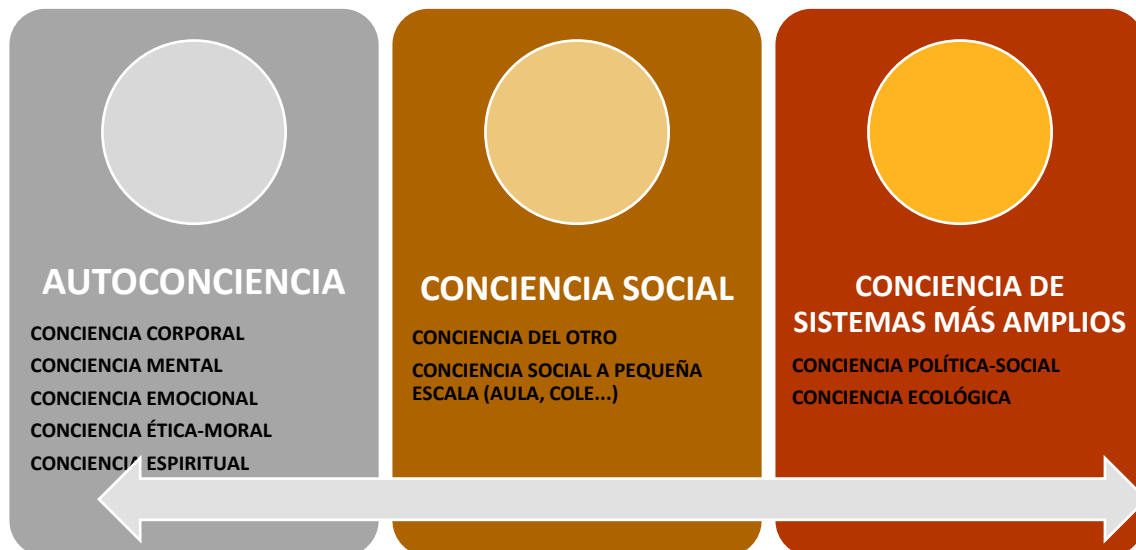 AUTOCONCIENCIA
CONCIENCIA CORPORAL
CONCIENCIA MENTAL
CONCIENCIA EMOCIONAL
CONCIENCIA ÉTICA-MORAL
CONCIENCIA ESPIRITUAL
CONCIENCIA SOCIAL
CONCIENCIA DEL OTRO
CONCIENCIA SOCIAL A PEQUEÑA
ESCALA (AULA, COLE...)
CONCIENCIA DE
SISTEMAS MÁS AMPLIOS
CONCIENCIA POLÍTICA-SOCIAL
CONCIENCIA ECOLÓGICA